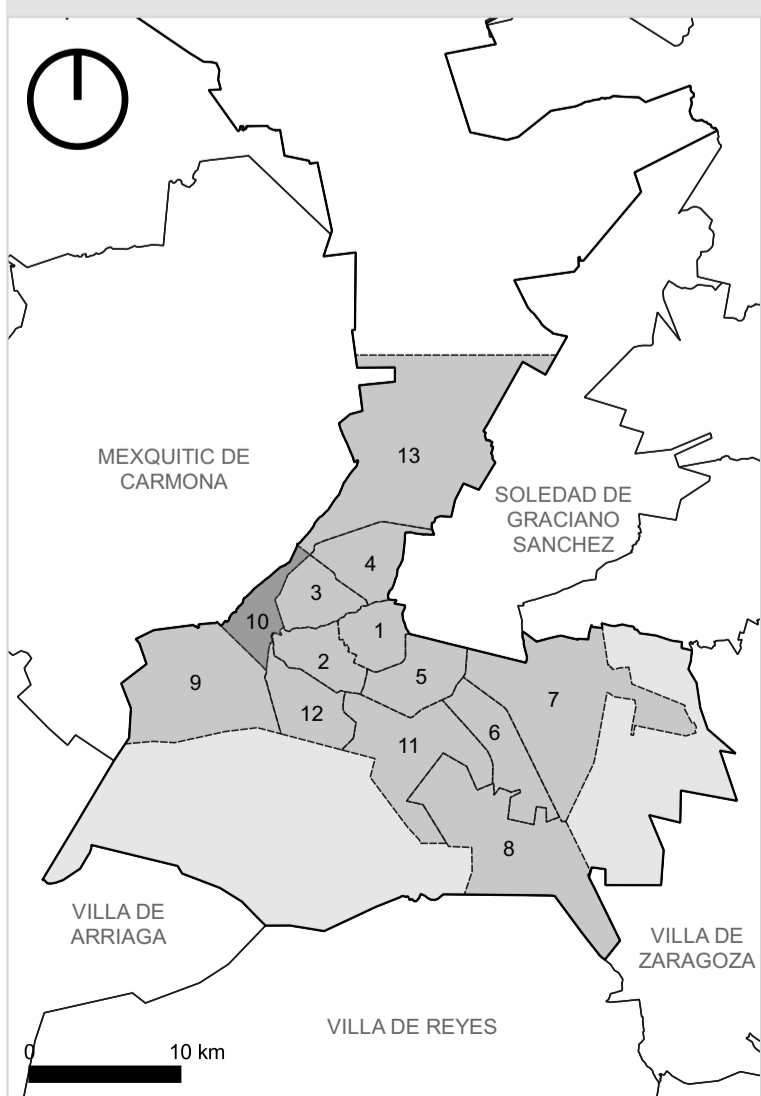 MEXQUITIC DE
CARMONA
13
SOLEDAD DE
GRACIANO
SANCHEZ
4
3
10
1
2
5
9
7
12
6
11
8
VILLA DE
ARRIAGA
VILLA DE
ZARAGOZA
VILLA DE REYES
0
10 km